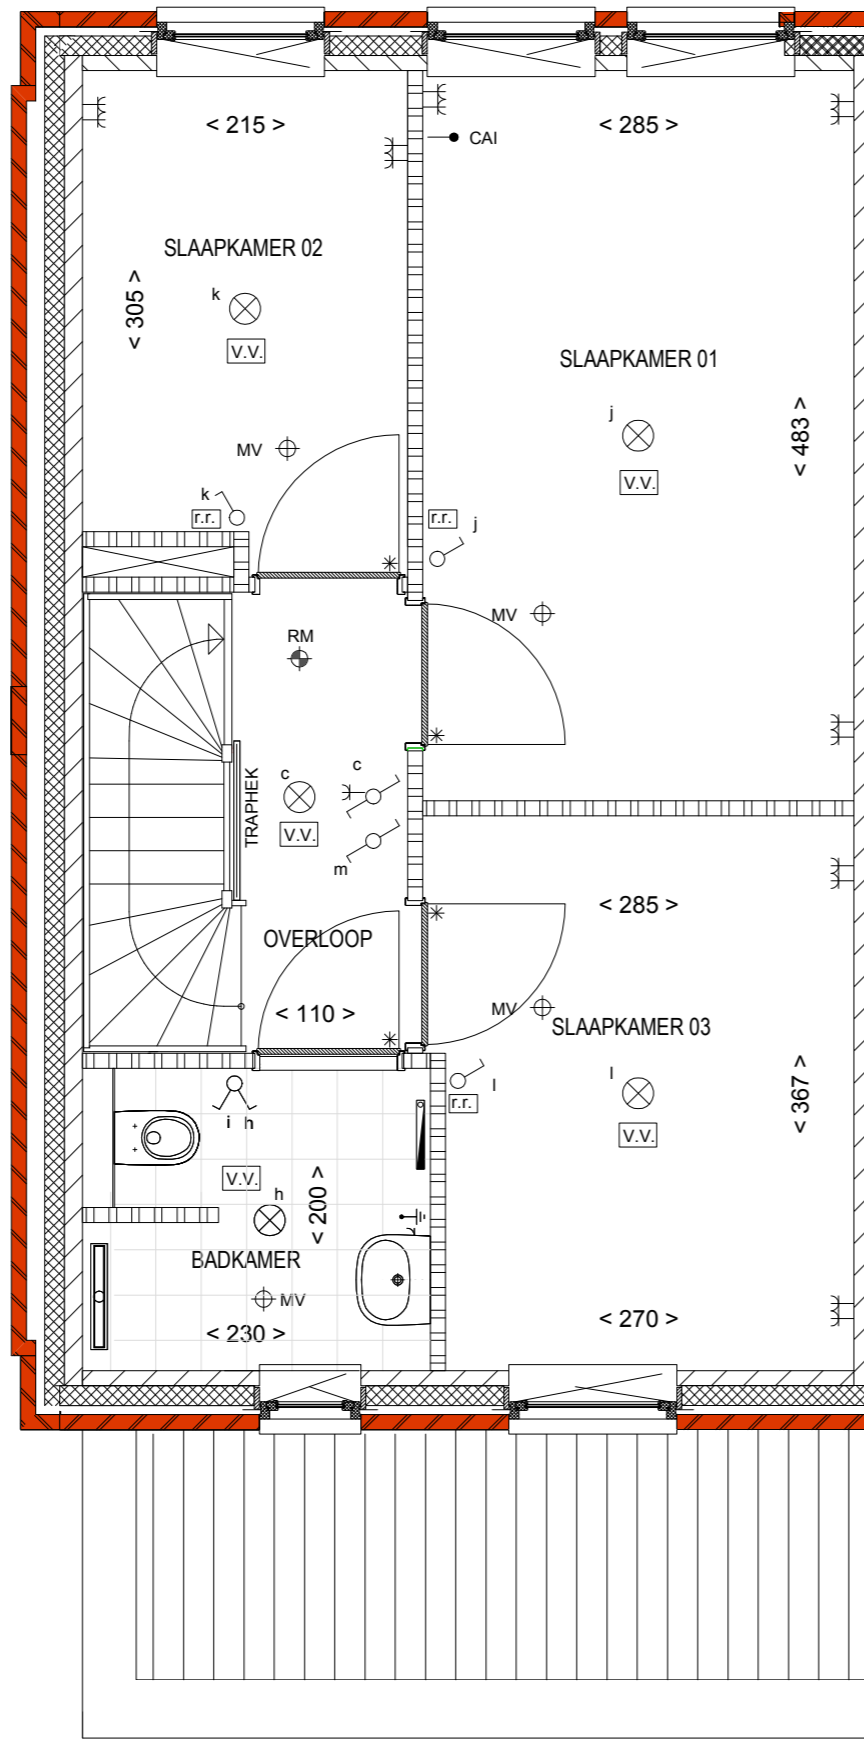 < 215 >
< 285 >
CAI
SLAAPKAMER 02
< 305 >
k
V.V.
SLAAPKAMER 01
j
< 483 >
V.V.
MV
k
r.r.
r.r.
j
MV
RM
c
c
TRAPHEK
V.V.
m
< 285 >
OVERLOOP
< 110 >
MV
SLAAPKAMER 03
l
r.r.
l
V.V.
< 367 >
i h
V.V.
h
< 200 >
BADKAMER
MV
< 230 >
< 270 >